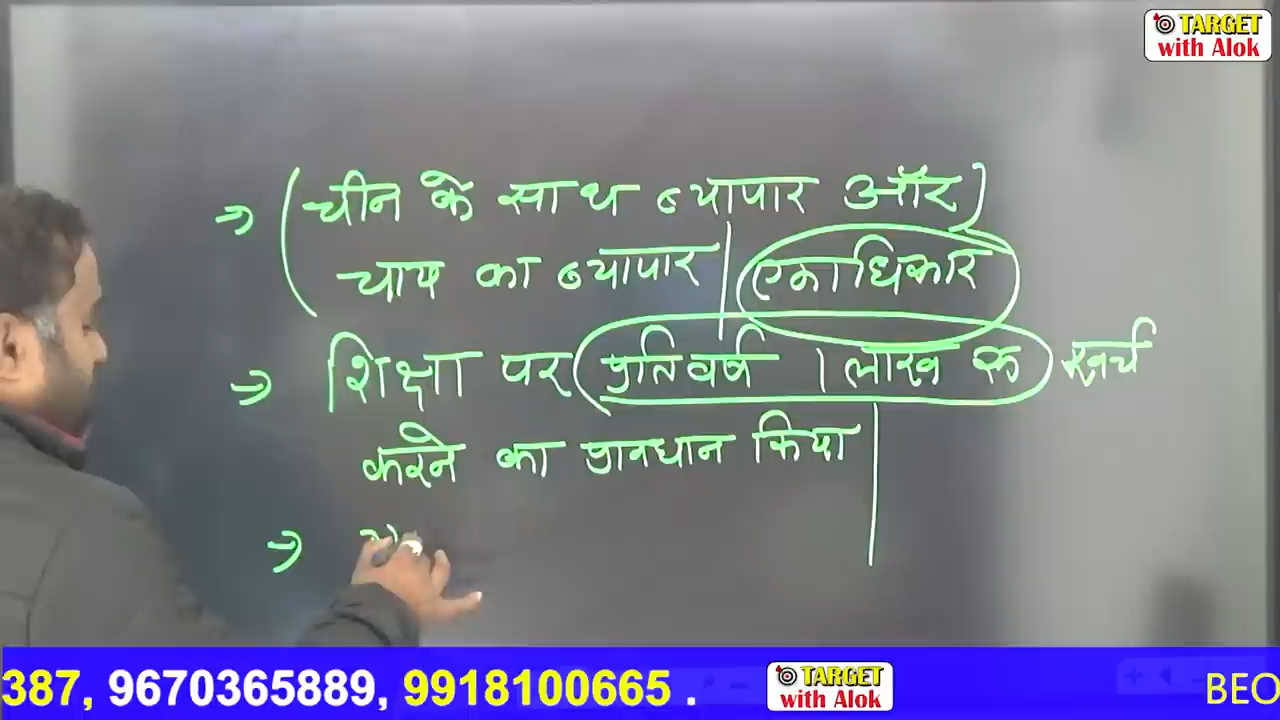 TARGET
with Alok
⇒ (चीन के साथ व्यापार और)
चाय का व्यापार | एकाधिकार
⇒ शिक्षा पर (प्रतिवर्ष 1 लाख रू) खर्च
करने का प्रावधान किया |
⇒
387, 9670365889, 9918100665 . TARGET with Alok BEO